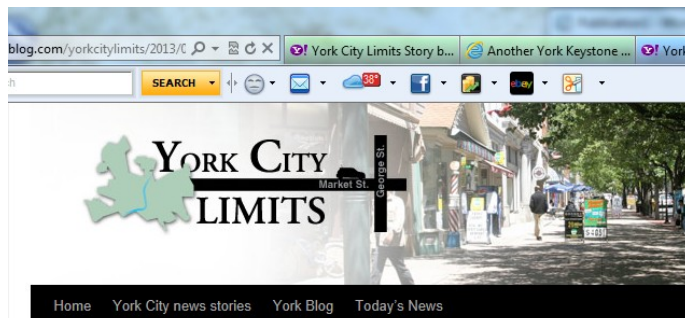 blog.com/yorkcitylimits/2013/0
York City Limits Story b...
Another York Keystone ...
York
SEARCH
38°
ebay
YORK CITY
Market St.
George St.
LIMITS
Home York City news stories York Blog Today's News